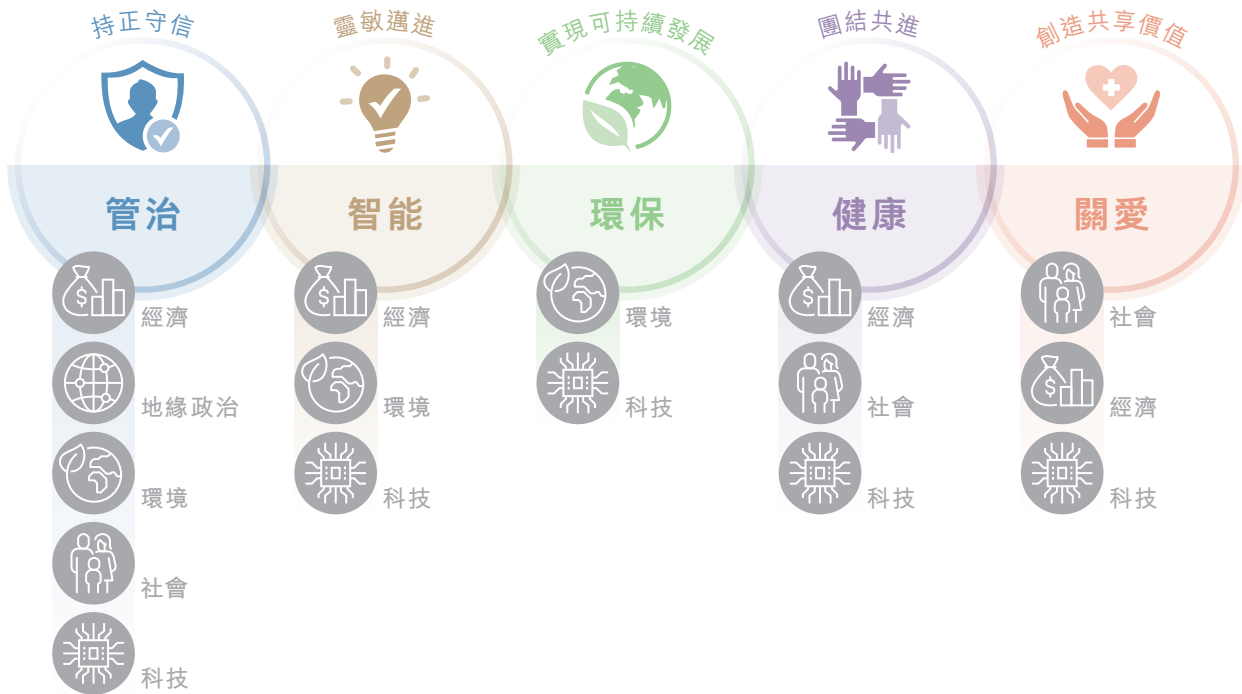 持正守信
管治
經濟
地緣政治
環境
社會
科技
靈敏邁進
智能
經濟
環境
科技
實現可持續發展
環保
環境
科技
團結共進
健康
經濟
社會
科技
創造共享價值
關愛
社會
經濟
科技